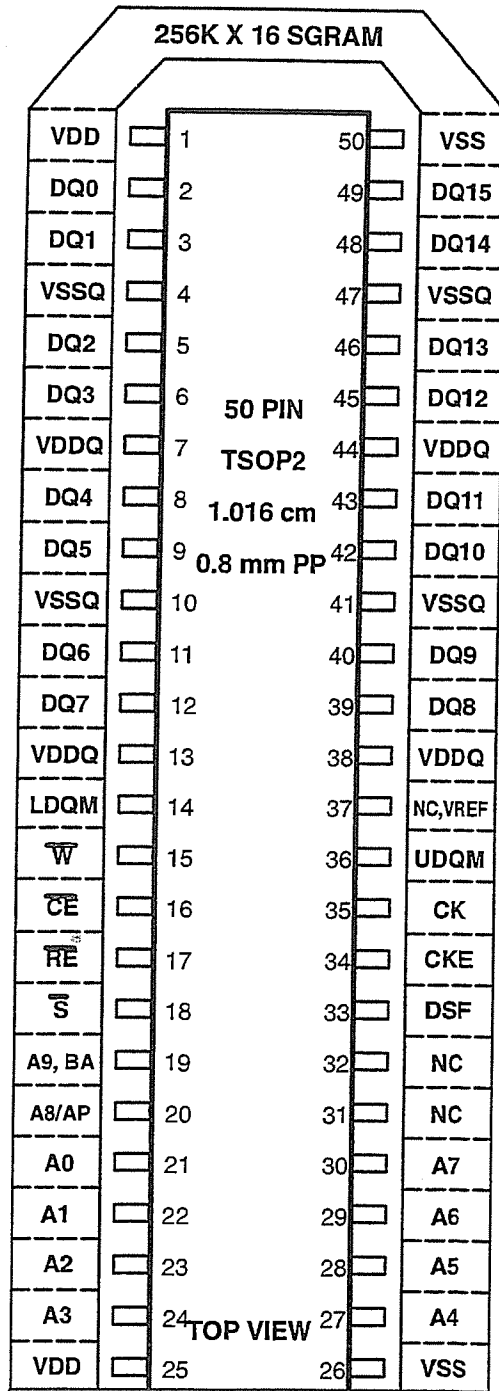 256K X 16 SGRAM
VDD 1 50 VSS
DQ0 2 49 DQ15
DQ1 3 48 DQ14
VSSQ 4 47 VSSQ
DQ2 5 46 DQ13
DQ3 6 45 DQ12
50 PIN
VDDQ 7 44 VDDQ
TSOP2
DQ4 8 43 DQ11
1.016 cm
DQ5 9 42 DQ10
0.8 mm PP
VSSQ 10 41 VSSQ
DQ6 11 40 DQ9
DQ7 12 39 DQ8
VDDQ 13 38 VDDQ
LDQM 14 37 NC,VREF
W̅ 15 36 UDQM
C̅E̅ 16 35 CK
R̅E̅ 17 34 CKE
S̅ 18 33 DSF
A9, BA 19 32 NC
A8/AP 20 31 NC
A0 21 30 A7
A1 22 29 A6
A2 23 28 A5
A3 24 TOP VIEW 27 A4
VDD 25 26 VSS